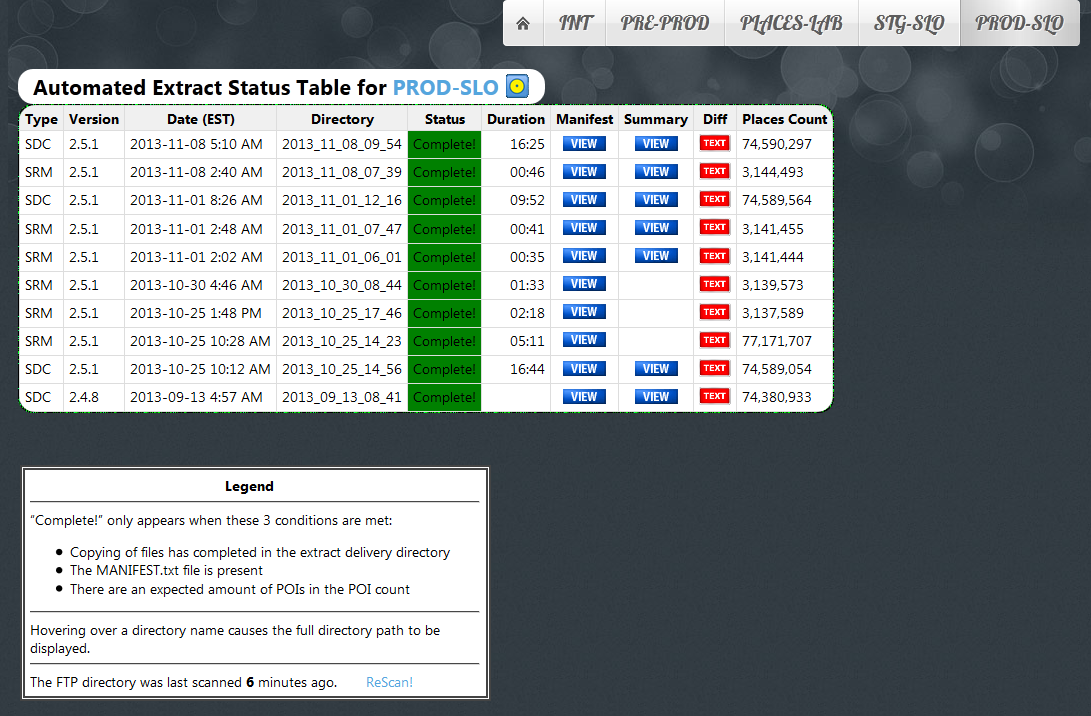 INT PRE-PROD PLACES-LAB STG-SLO PROD-SLO
Automated Extract Status Table for PROD-SLO
Type Version Date (EST) Directory Status Duration Manifest Summary Diff Places Count
SDC 2.5.1 2013-11-08 5:10 AM 2013_11_08_09_54 Complete! 16:25 VIEW VIEW TEXT 74,590,297
SRM 2.5.1 2013-11-08 2:40 AM 2013_11_08_07_39 Complete! 00:46 VIEW VIEW TEXT 3,144,493
SDC 2.5.1 2013-11-01 8:26 AM 2013_11_01_12_16 Complete! 09:52 VIEW VIEW TEXT 74,589,564
SRM 2.5.1 2013-11-01 2:48 AM 2013_11_01_07_47 Complete! 00:41 VIEW VIEW TEXT 3,141,455
SRM 2.5.1 2013-11-01 2:02 AM 2013_11_01_06_01 Complete! 00:35 VIEW VIEW TEXT 3,141,444
SRM 2.5.1 2013-10-30 4:46 AM 2013_10_30_08_44 Complete! 01:33 VIEW TEXT 3,139,573
SRM 2.5.1 2013-10-25 1:48 PM 2013_10_25_17_46 Complete! 02:18 VIEW TEXT 3,137,589
SRM 2.5.1 2013-10-25 10:28 AM 2013_10_25_14_23 Complete! 05:11 VIEW TEXT 77,171,707
SDC 2.5.1 2013-10-25 10:12 AM 2013_10_25_14_56 Complete! 16:44 VIEW VIEW TEXT 74,589,054
SDC 2.4.8 2013-09-13 4:57 AM 2013_09_13_08_41 Complete! VIEW VIEW TEXT 74,380,933
Legend
“Complete!” only appears when these 3 conditions are met:
• Copying of files has completed in the extract delivery directory
• The MANIFEST.txt file is present
• There are an expected amount of POIs in the POI count
Hovering over a directory name causes the full directory path to be
displayed.
The FTP directory was last scanned 6 minutes ago. ReScan!